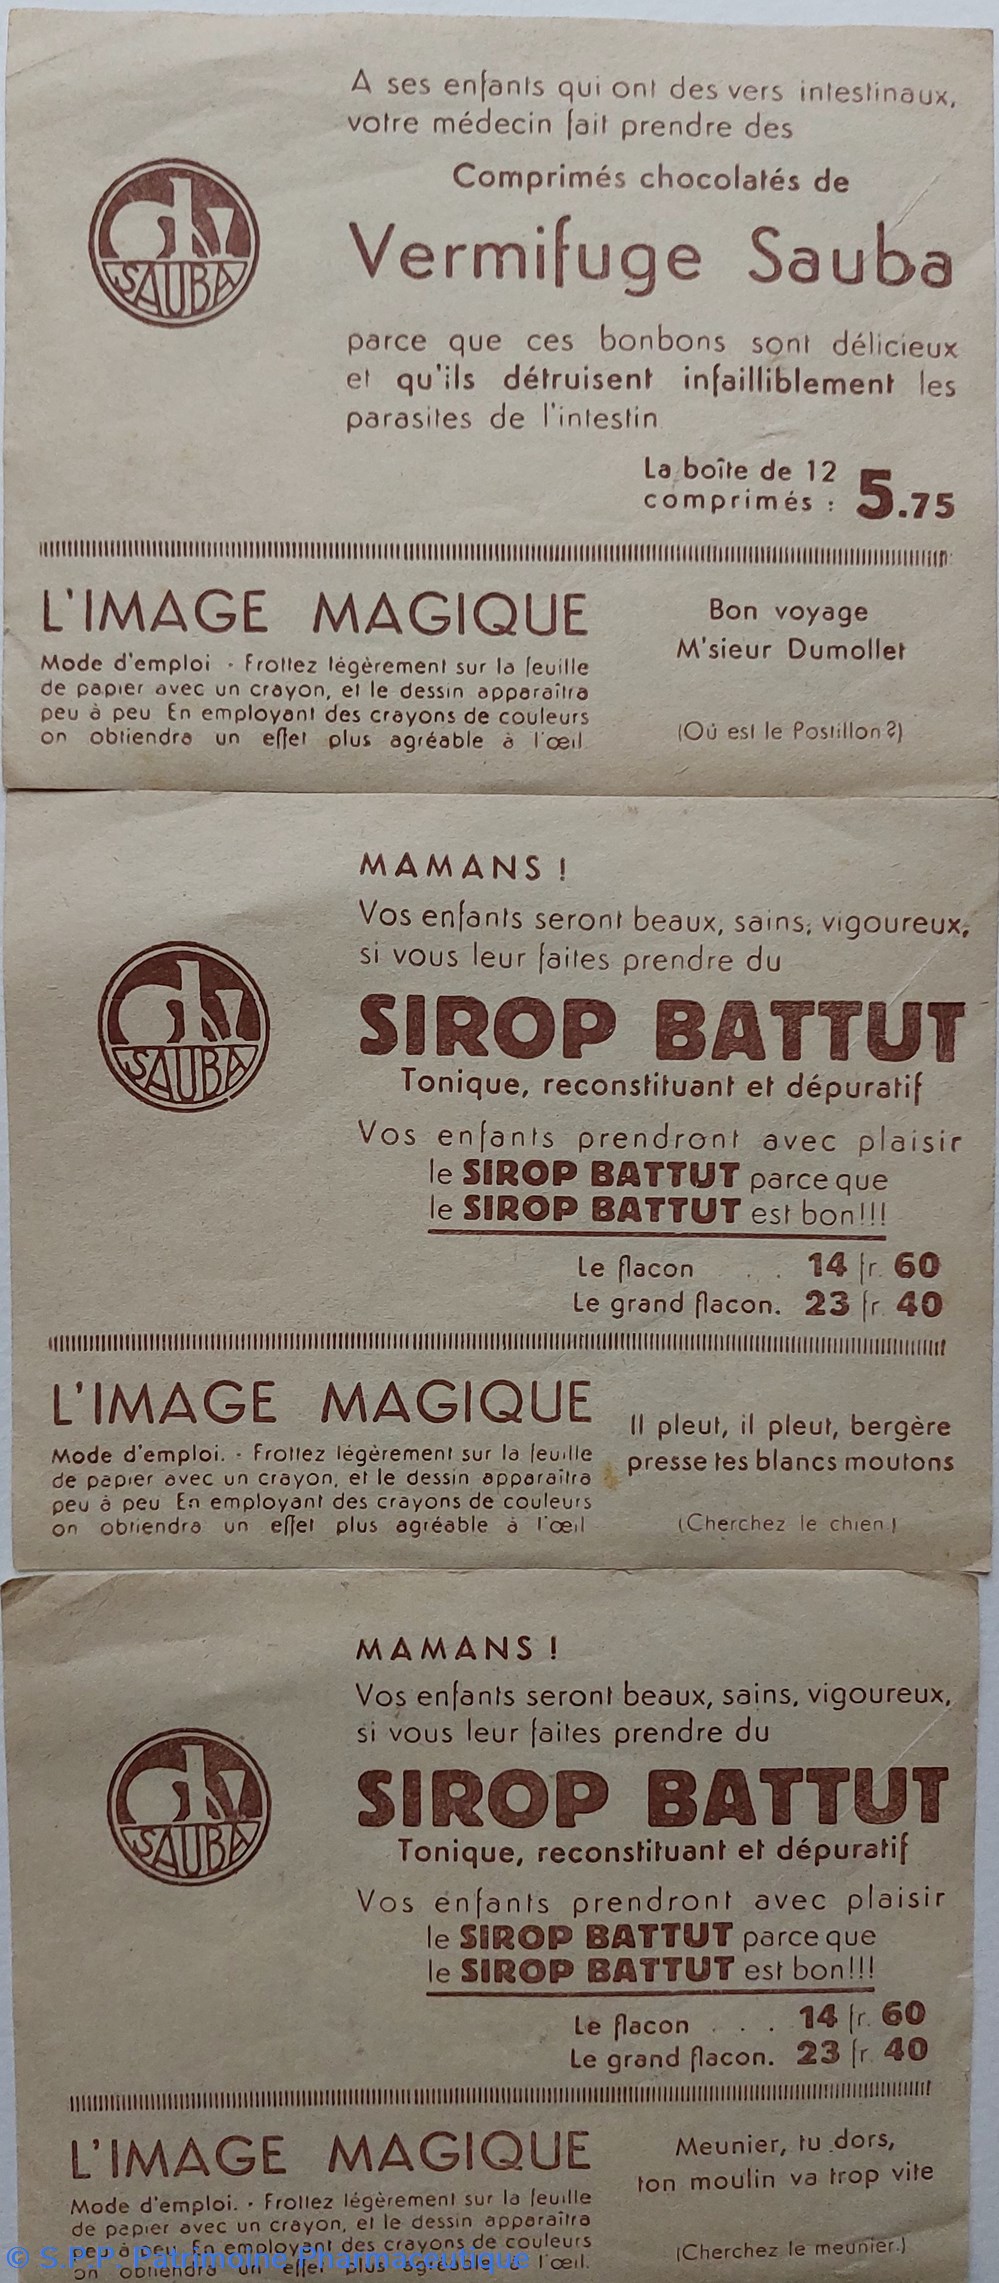 A ses enfants qui ont des vers intestinaux,
votre médecin fait prendre des
Comprimés chocolatés de
Vermifuge Sauba
SAUBA
parce que ces bonbons sont délicieux
et qu'ils détruisent infailliblement les
parasites de l'intestin
La boîte de 12
comprimés : 5.75
L'IMAGE MAGIQUE
Mode d'emploi - Frottez légèrement sur la feuille
de papier avec un crayon, et le dessin apparaîtra
peu à peu En employant des crayons de couleurs
on obtiendra un effet plus agréable à l'œil
Bon voyage
M'sieur Dumollet
(Où est le Postillon ?)
MAMANS !
Vos enfants seront beaux, sains, vigoureux,
si vous leur faites prendre du
SIROP BATTUT
SAUBA
Tonique, reconstituant et dépuratif
Vos enfants prendront avec plaisir
le SIROP BATTUT parce que
le SIROP BATTUT est bon!!!
Le flacon . . 14 fr. 60
Le grand flacon. 23 fr. 40
L'IMAGE MAGIQUE
Mode d'emploi. - Frottez légèrement sur la feuille
de papier avec un crayon, et le dessin apparaîtra
peu à peu En employant des crayons de couleurs
on obtiendra un effet plus agréable à l'œil
Il pleut, il pleut, bergère
presse tes blancs moutons
(Cherchez le chien.)
MAMANS !
Vos enfants seront beaux, sains, vigoureux,
si vous leur faites prendre du
SIROP BATTUT
SAUBA
Tonique, reconstituant et dépuratif
Vos enfants prendront avec plaisir
le SIROP BATTUT parce que
le SIROP BATTUT est bon!!!
Le flacon . . . 14 fr. 60
Le grand flacon. 23 fr. 40
L'IMAGE MAGIQUE
Mode d'emploi. - Frottez légèrement sur la feuille
de papier avec un crayon, et le dessin apparaîtra
peu à peu En employant des crayons de couleurs
on obtiendra un effet plus agréable à l'œil.
Meunier, tu dors,
ton moulin va trop vite
(Cherchez le meunier.)
© S.P.P. Patrimoine Pharmaceutique